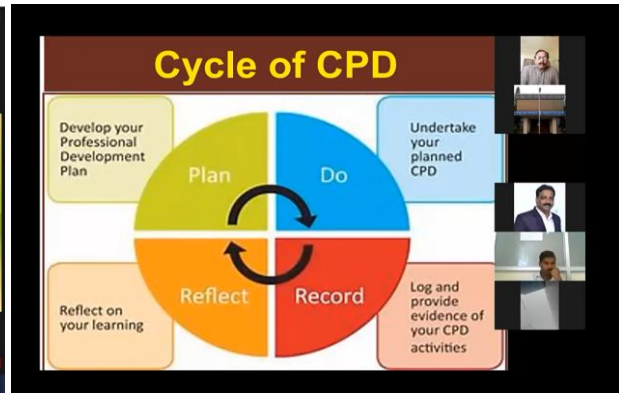 Cycle of CPD
Develop your
Professional
Development
Plan
Plan
Do
Undertake
your
planned
CPD
Reflect on
your learning
Reflect
Record
Log and
provide
evidence of
your CPD
activities